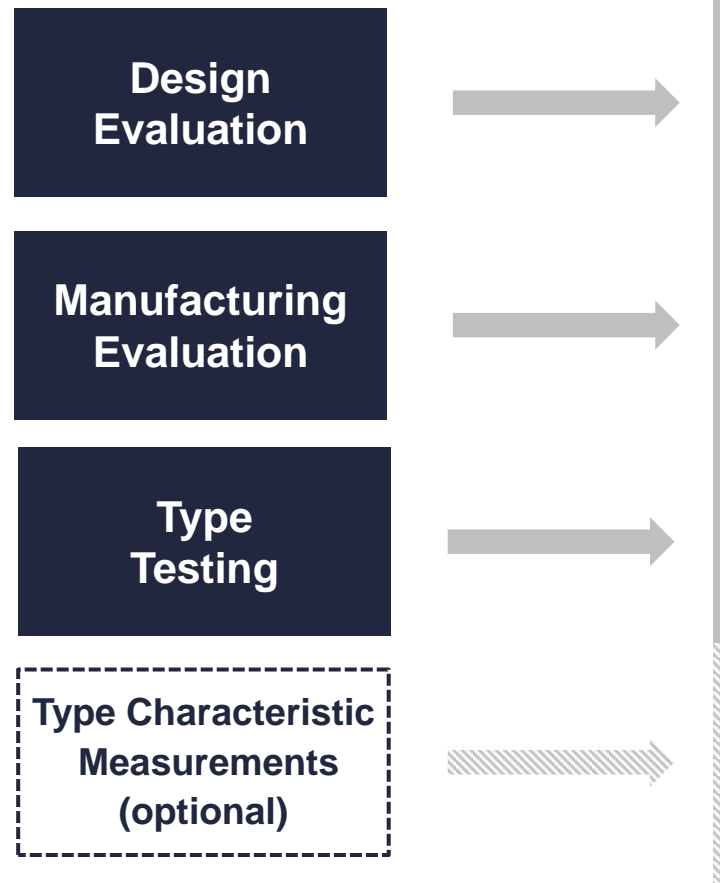 Design
Evaluation
Manufacturing
Evaluation
Type
Testing
Type Characteristic
Measurements
(optional)